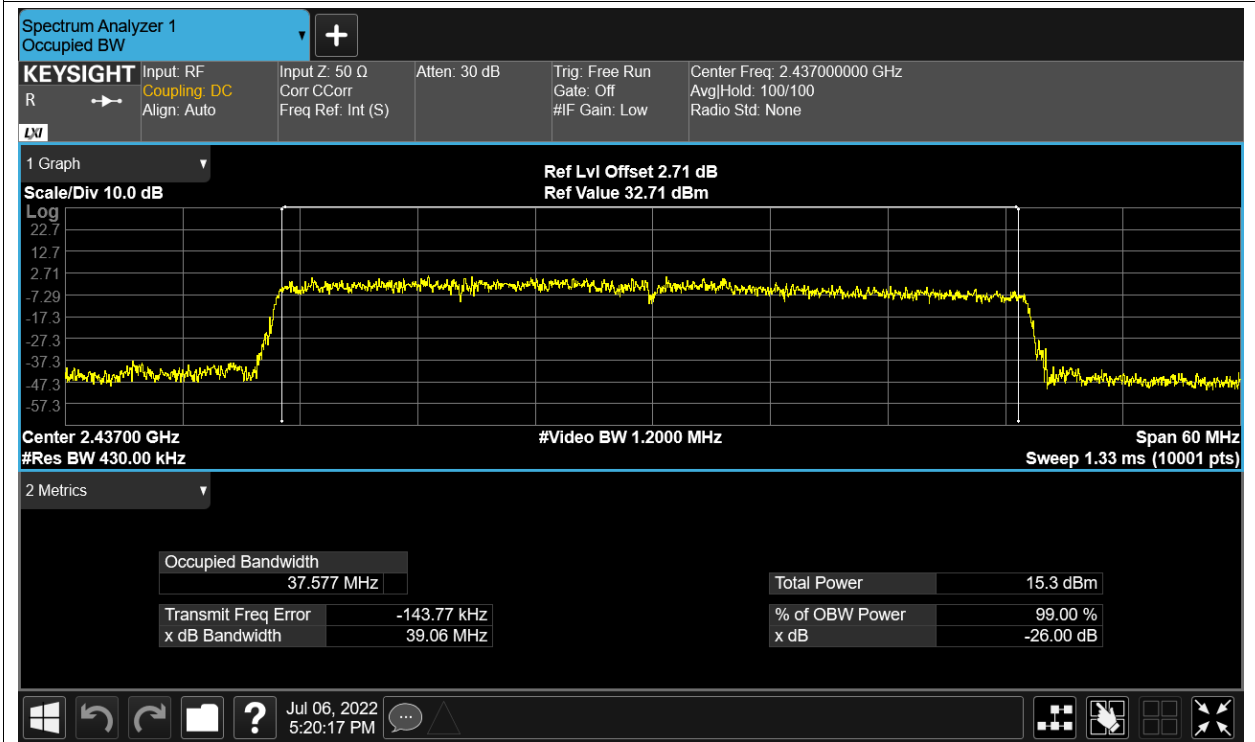 Spectrum Analyzer 1
Occupied BW
KEYSIGHT
R
LXI
Input: RF
Coupling: DC
Align: Auto
Input Z: 50 Ω
Corr CCorr
Freq Ref: Int (S)
Atten: 30 dB
Trig: Free Run
Gate: Off
#IF Gain: Low
Center Freq: 2.437000000 GHz
Avg|Hold: 100/100
Radio Std: None
1 Graph
Scale/Div 10.0 dB
Ref Lvl Offset 2.71 dB
Ref Value 32.71 dBm
Log
22.7
12.7
2.71
-7.29
-17.3
-27.3
-37.3
-47.3
-57.3
Center 2.43700 GHz
#Video BW 1.2000 MHz
Span 60 MHz
#Res BW 430.00 kHz
Sweep 1.33 ms (10001 pts)
2 Metrics
Occupied Bandwidth
37.577 MHz
Total Power 15.3 dBm
Transmit Freq Error -143.77 kHz
% of OBW Power 99.00 %
x dB Bandwidth 39.06 MHz
x dB -26.00 dB
?
Jul 06, 2022
5:20:17 PM